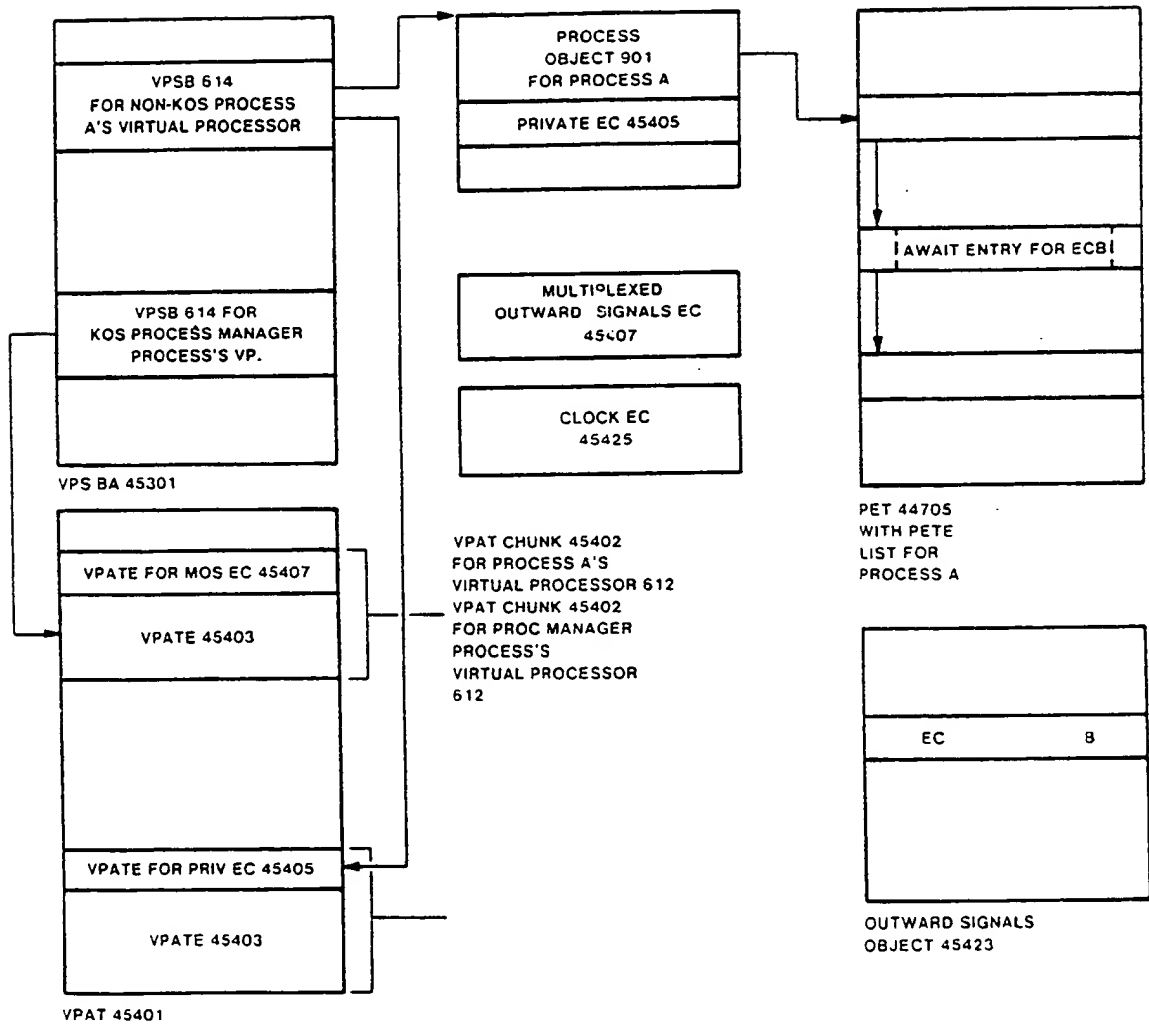 VPSB 614
FOR NON-KOS PROCESS
A'S VIRTUAL PROCESSOR
VPSB 614 FOR
KOS PROCESS MANAGER
PROCESS'S VP.
VPS BA 45301
PROCESS
OBJECT 901
FOR PROCESS A
PRIVATE EC 45405
MULTIPLEXED
OUTWARD SIGNALS EC
45407
CLOCK EC
45425
AWAIT ENTRY FOR ECB
PET 44705
WITH PETE
LIST FOR
PROCESS A
VPATE FOR MOS EC 45407
VPATE 45403
VPATE FOR PRIV EC 45405
VPATE 45403
VPAT 45401
VPAT CHUNK 45402
FOR PROCESS A'S
VIRTUAL PROCESSOR 612
VPAT CHUNK 45402
FOR PROC MANAGER
PROCESS'S
VIRTUAL PROCESSOR
612
EC B
OUTWARD SIGNALS
OBJECT 45423